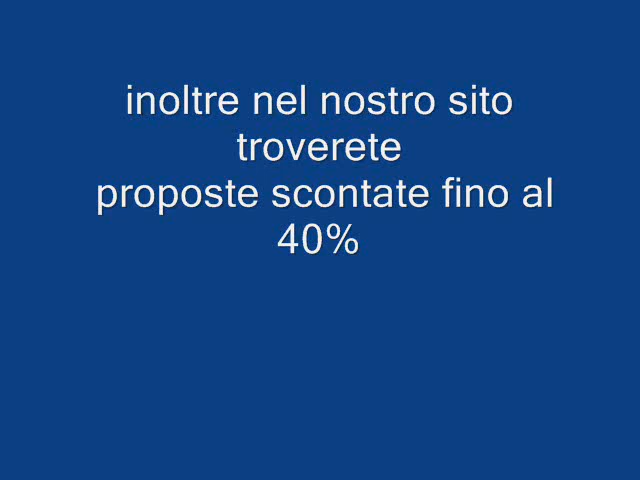 inoltre nel nostro sito
troverete
proposte scontate fino al
40%